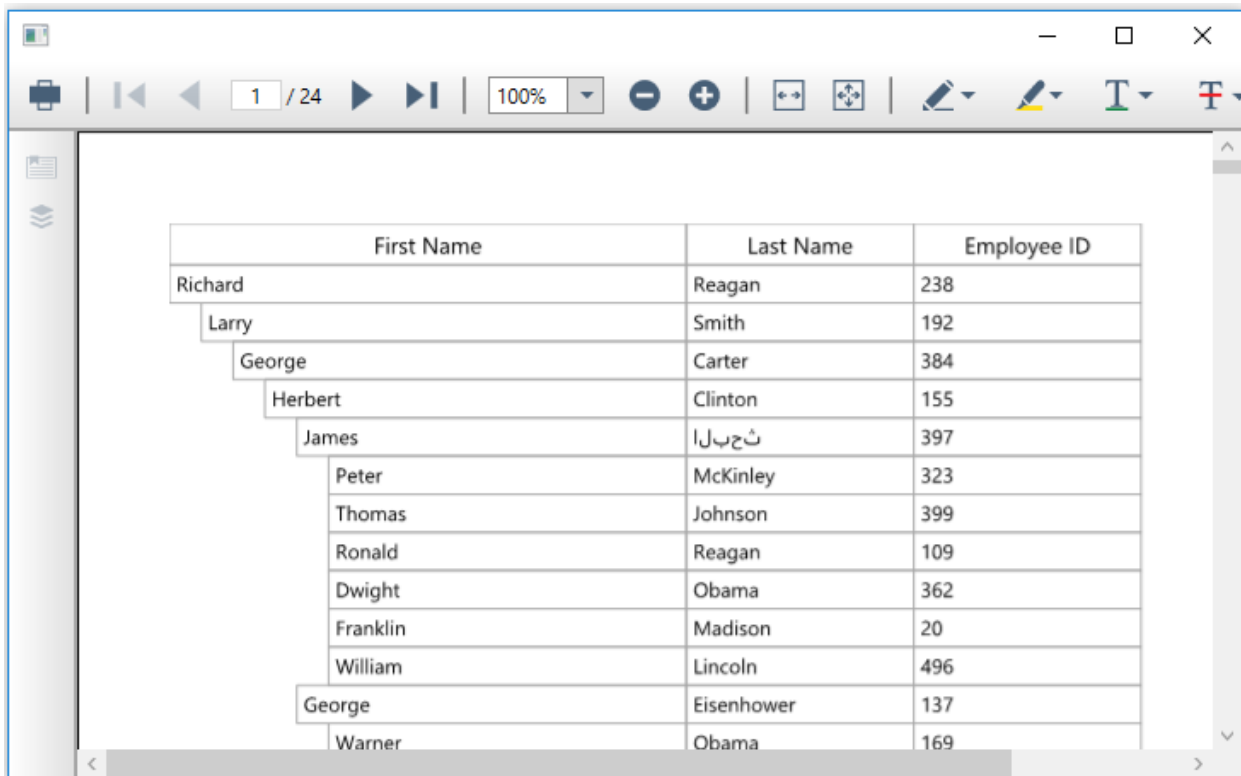 1 / 24 100%
First Name Last Name Employee ID
Richard Reagan 238
Larry Smith 192
George Carter 384
Herbert Clinton 155
James ثحبلا 397
Peter McKinley 323
Thomas Johnson 399
Ronald Reagan 109
Dwight Obama 362
Franklin Madison 20
William Lincoln 496
George Eisenhower 137
Warner Obama 169